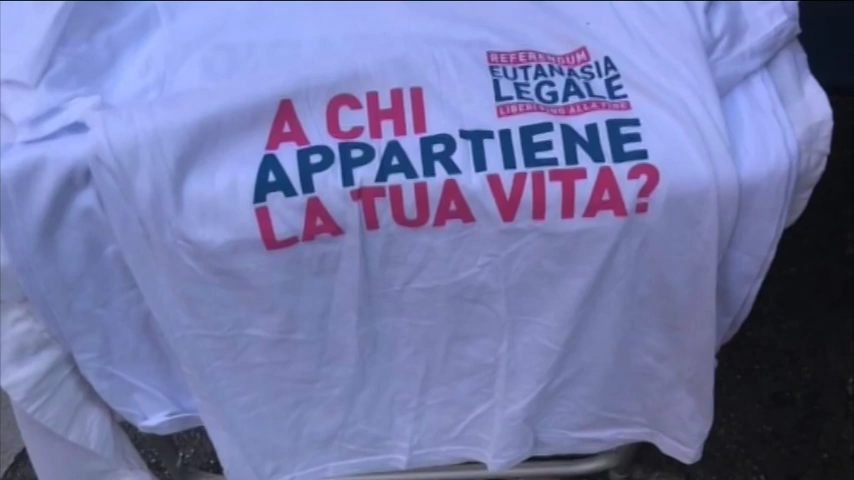 REFERENDUM
EUTANASIA
LEGALE
LIBERI FINO ALLA FINE
A CHI
APPARTIENE
LA TUA VITA?